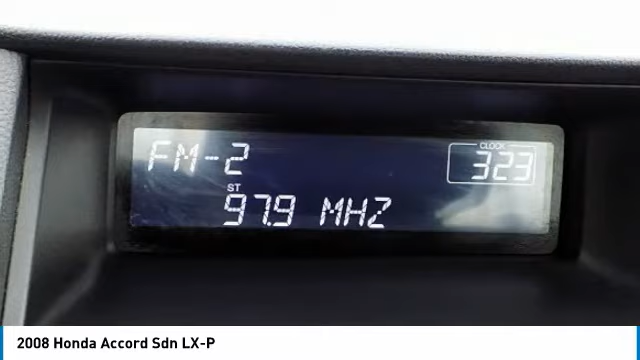 FM-2
CLOCK
323
ST
97.9 MHZ
2008 Honda Accord Sdn LX-P